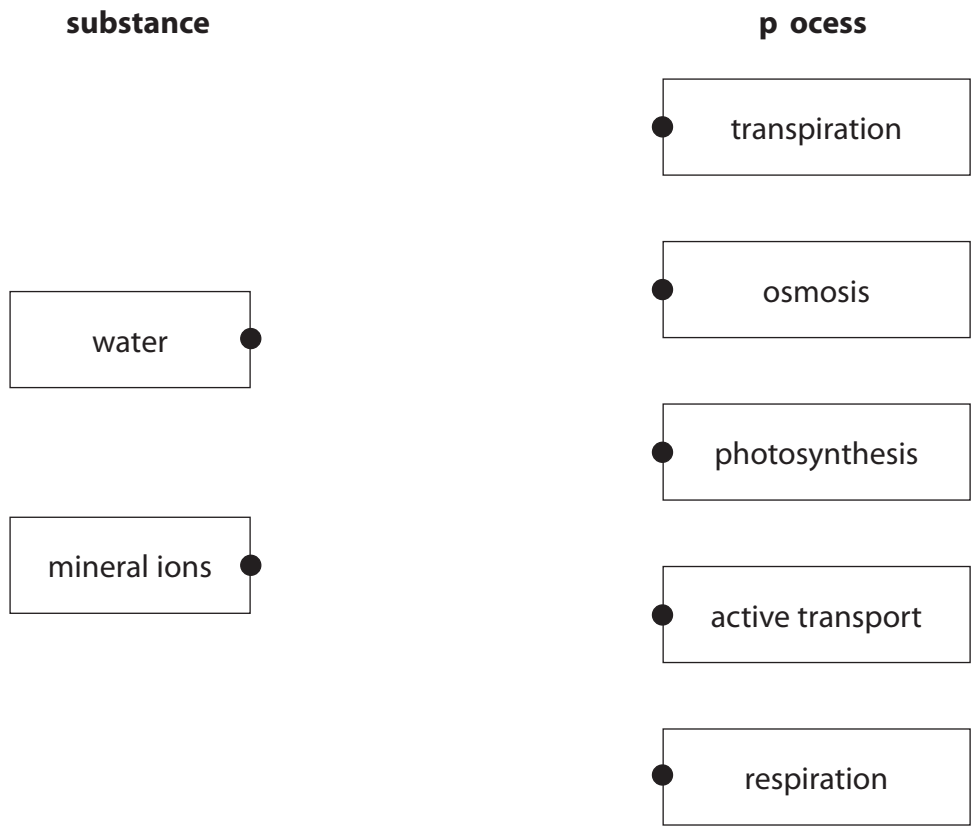 substance
p ocess
transpiration
osmosis
water
photosynthesis
mineral ions
active transport
respiration